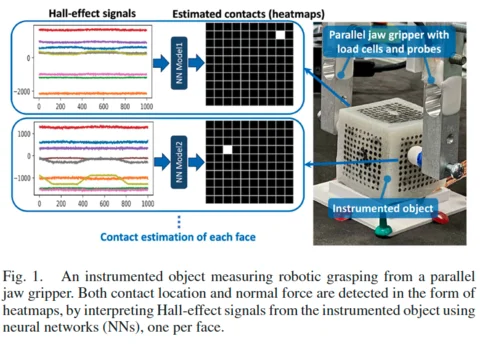 Hall-effect signals
Estimated contacts (heatmaps)
0
−2000
0 200 400 600 800 1000
NN Model1
1000
0
−1000
0 200 400 600 800 1000
NN Model2
Contact estimation of each face
Parallel jaw gripper with
load cells and probes
Instrumented object
Fig. 1. An instrumented object measuring robotic grasping from a parallel
jaw gripper. Both contact location and normal force are detected in the form of
heatmaps, by interpreting Hall-effect signals from the instrumented object using
neural networks (NNs), one per face.